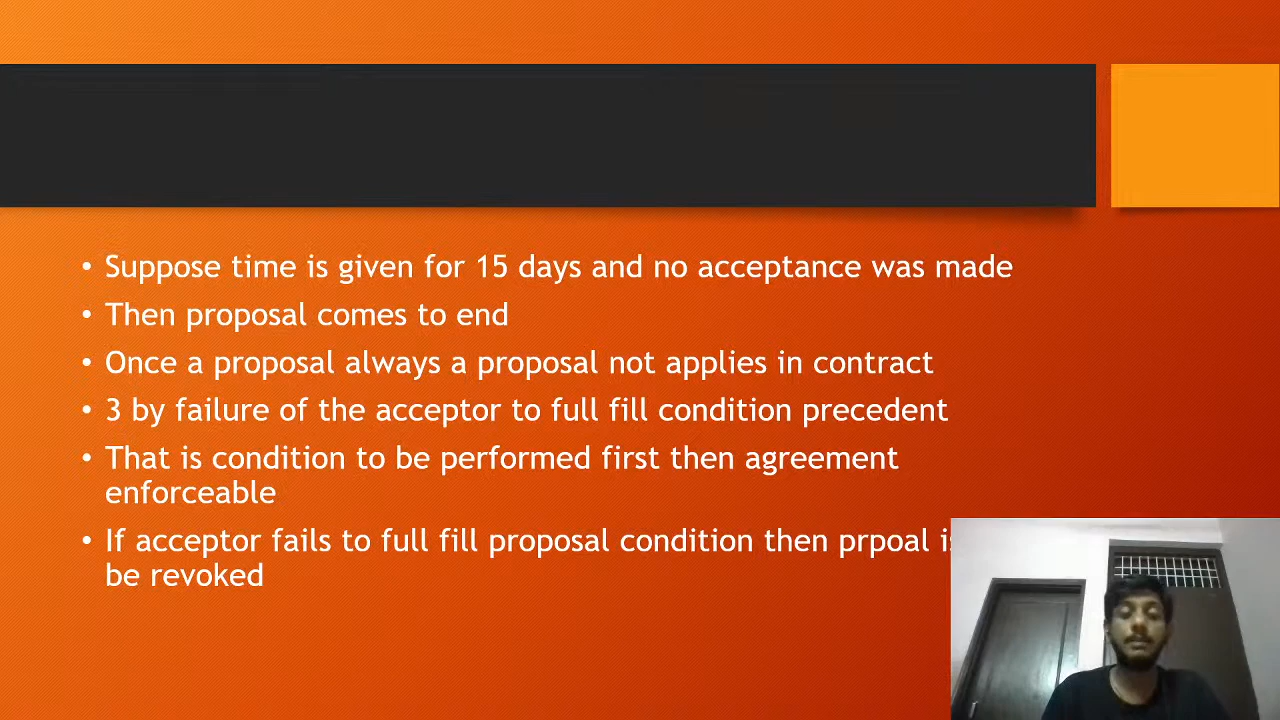 • Suppose time is given for 15 days and no acceptance was made
• Then proposal comes to end
• Once a proposal always a proposal not applies in contract
• 3 by failure of the acceptor to full fill condition precedent
• That is condition to be performed first then agreement
enforceable
• If acceptor fails to full fill proposal condition then prpoal
be revoked